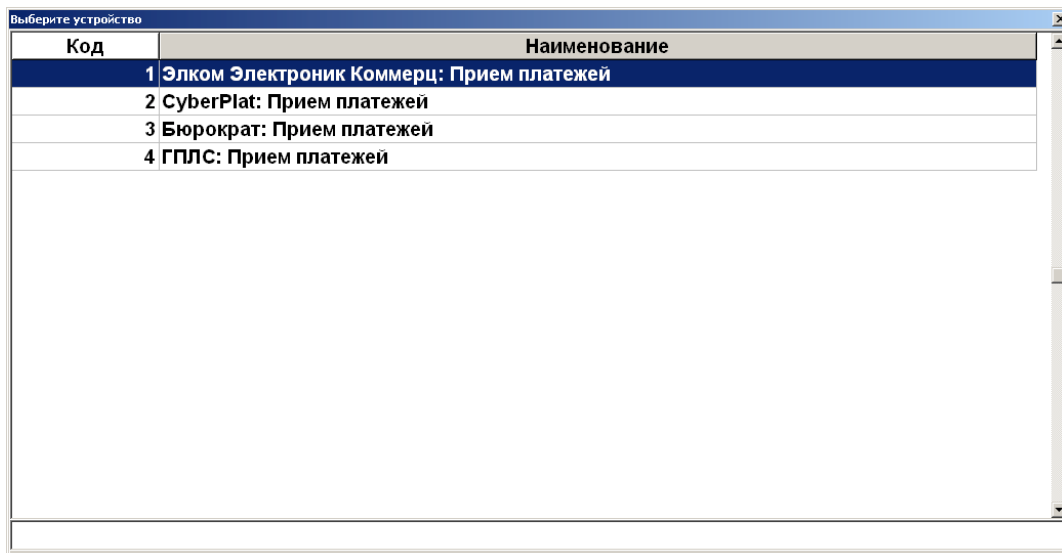 Выберите устройство
Код Наименование
1 Элком Электроник Коммерц: Прием платежей
2 CyberPlat: Прием платежей
3 Бюрократ: Прием платежей
4 ГПЛС: Прием платежей